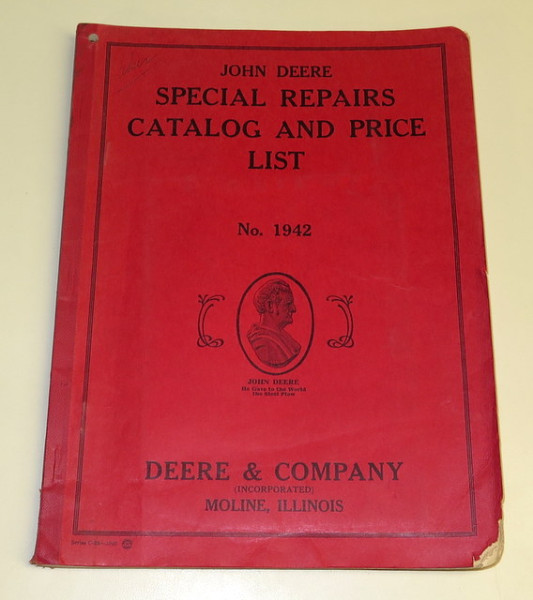 JOHN DEERE
SPECIAL REPAIRS
CATALOG AND PRICE
LIST
No. 1942
JOHN DEERE
He Gave to the World
the Steel Plow
DEERE & COMPANY
(INCORPORATED)
MOLINE, ILLINOIS